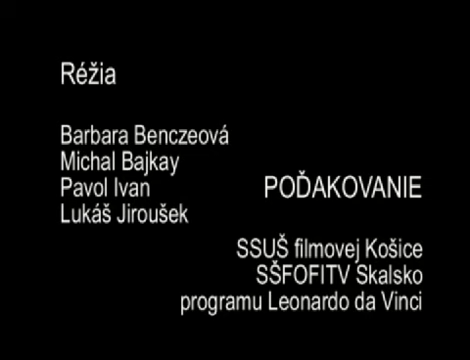 Réžia
Barbara Benczeová
Michal Bajkay
Pavol Ivan
Lukáš Jiroušek
POĎAKOVANIE
SSUŠ filmovej Košice
SŠFOFITV Skalsko
programu Leonardo da Vinci